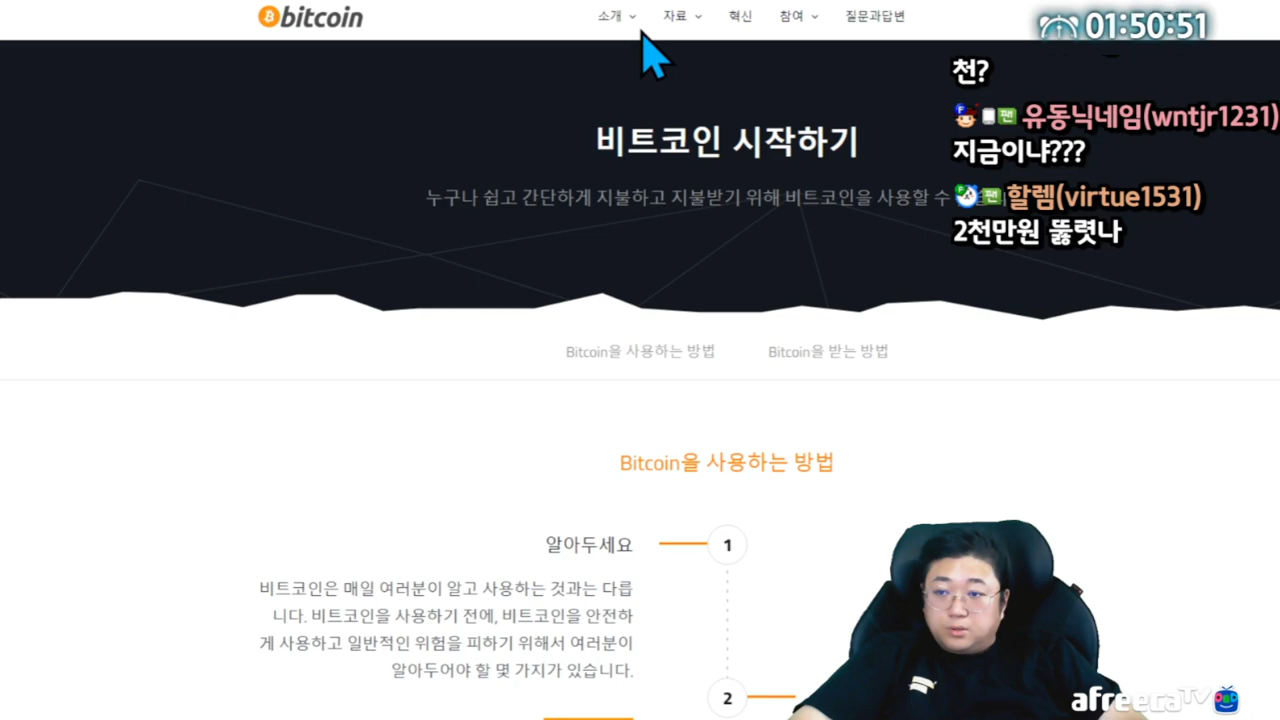 bitcoin
소개 자료 혁신 참여 질문과답변
01:50:51
천?
유동닉네임(wntjr1231)
지금이냐???
할렘(virtue1531)
2천만원 뚫렷나
비트코인 시작하기
누구나 쉽고 간단하게 지불하고 지불받기 위해 비트코인을 사용할 수
Bitcoin을 사용하는 방법 Bitcoin을 받는 방법
Bitcoin을 사용하는 방법
알아두세요
1
비트코인은 매일 여러분이 알고 사용하는 것과는 다릅
니다. 비트코인을 사용하기 전에, 비트코인을 안전하
게 사용하고 일반적인 위험을 피하기 위해서 여러분이
알아두어야 할 몇 가지가 있습니다.
2
afreecaTV